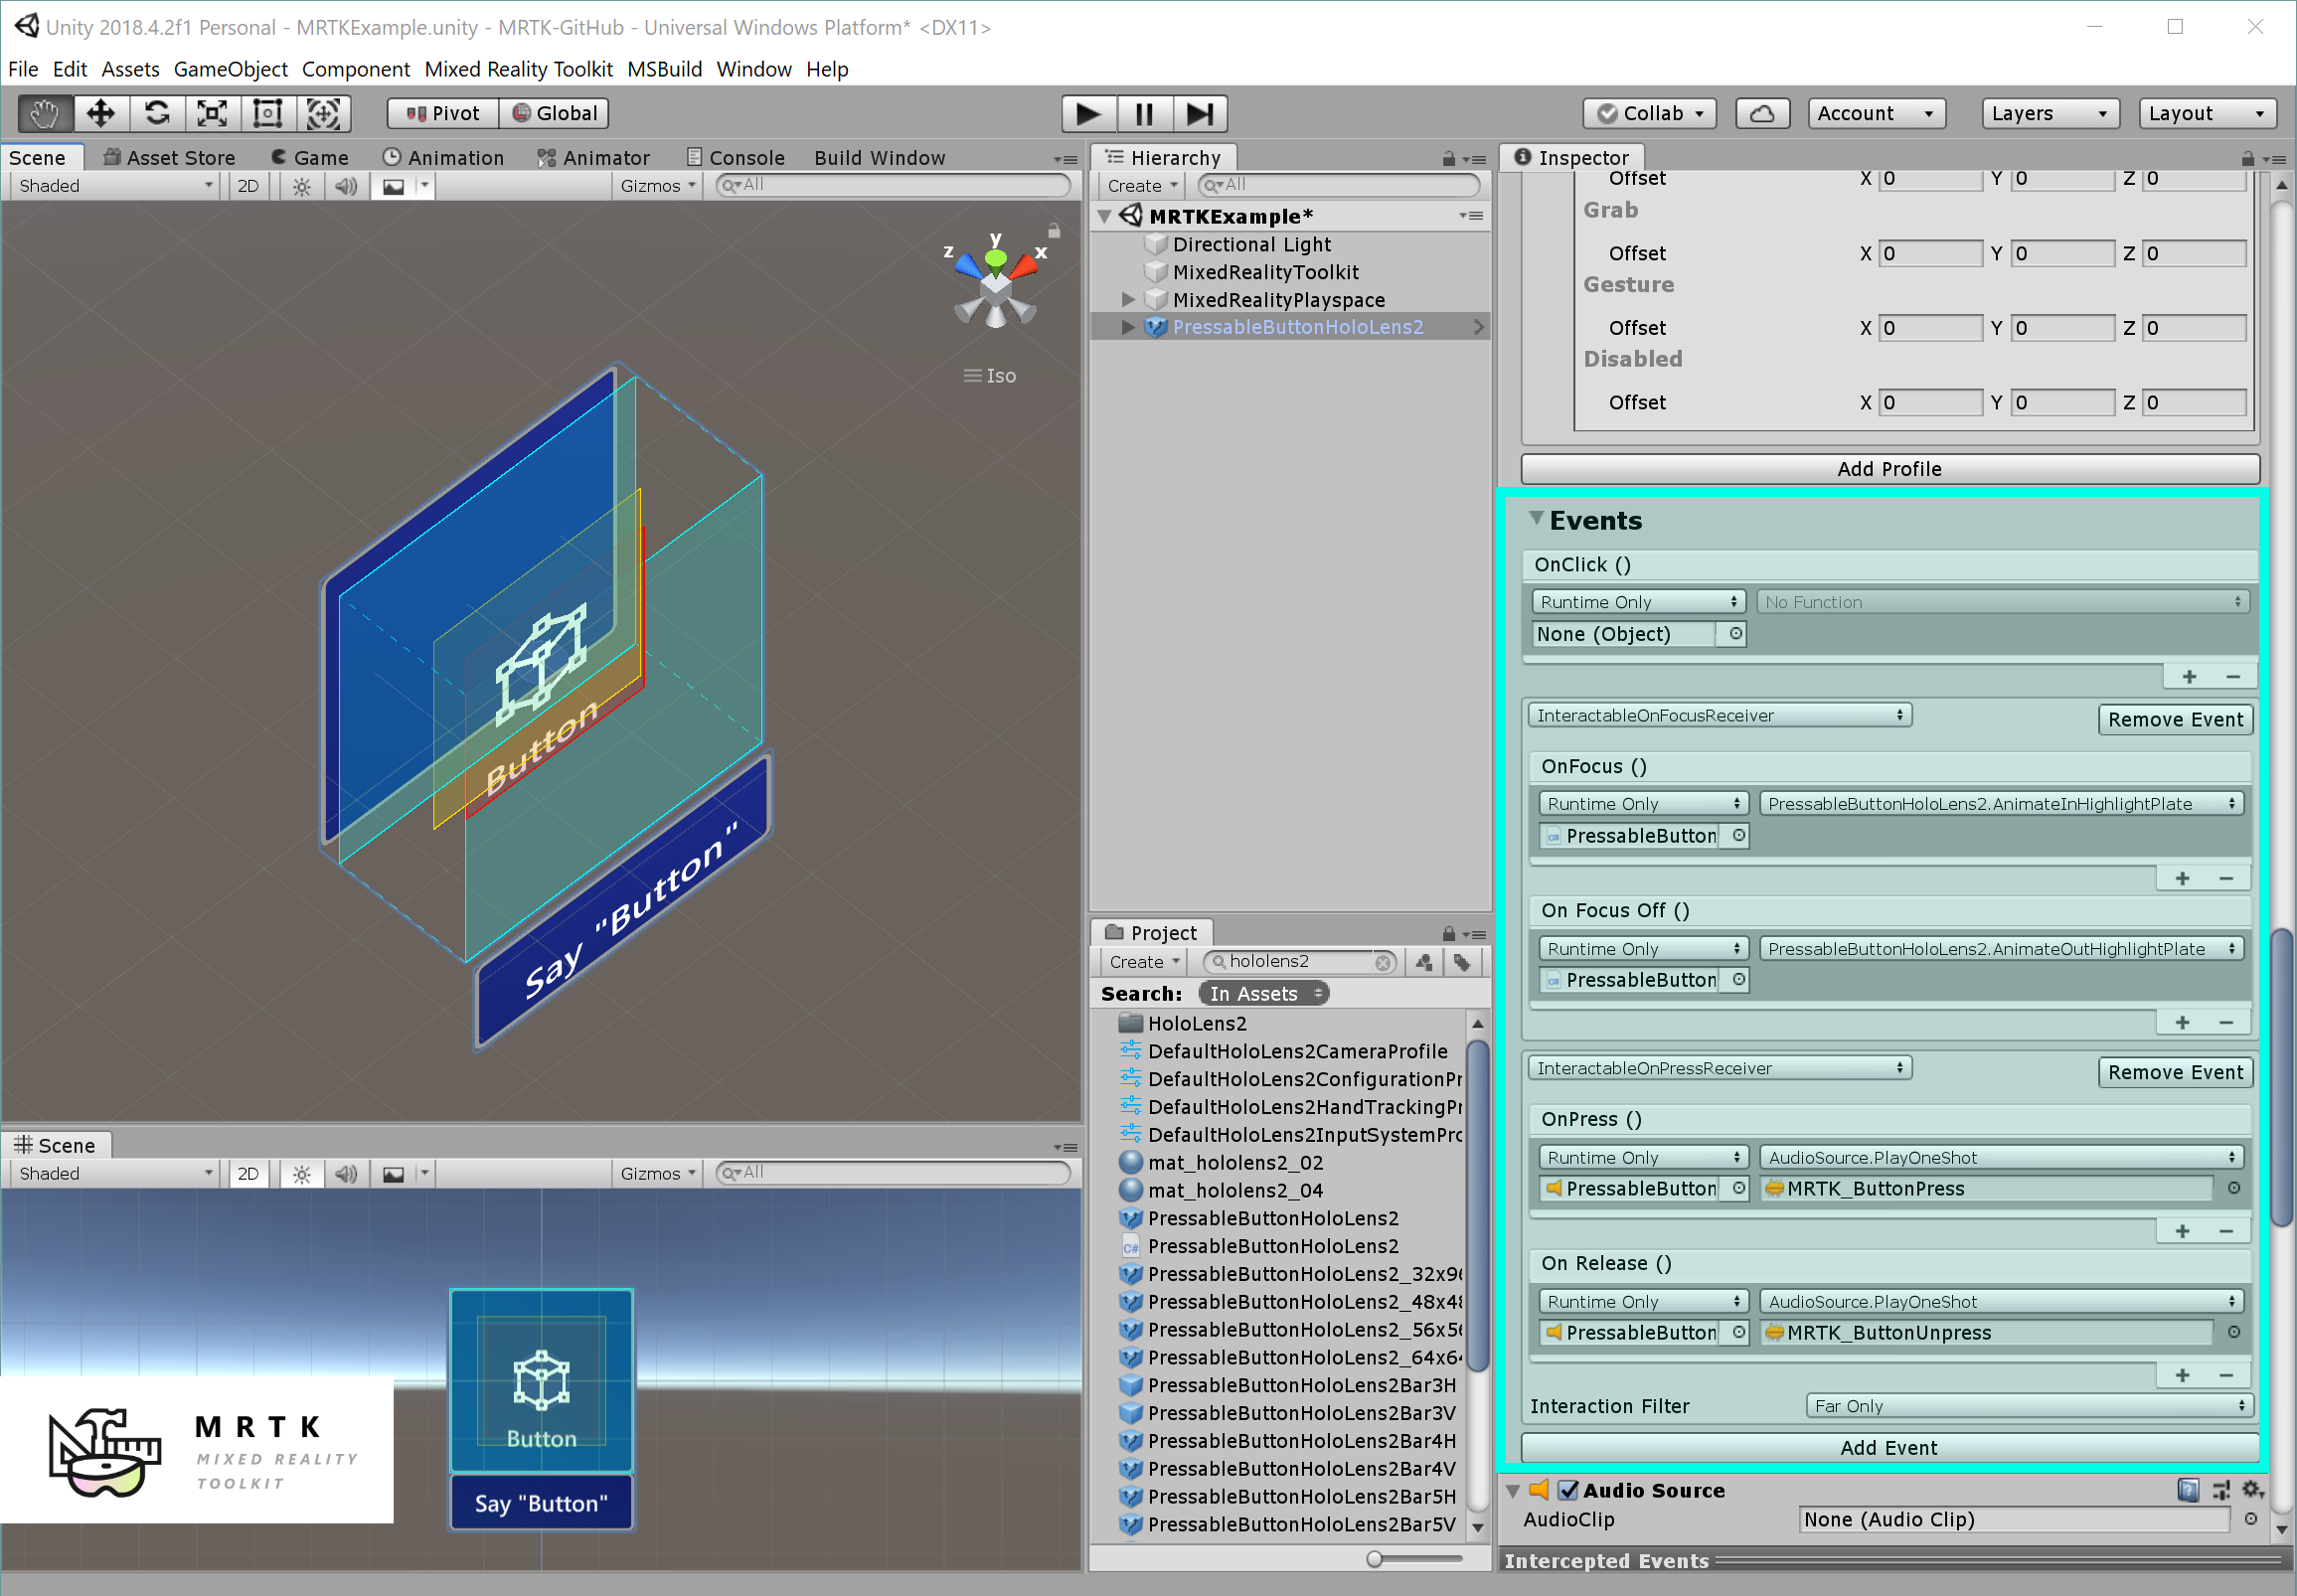 Unity 2018.4.2f1 Personal - MRTKExample.unity - MRTK-GitHub - Universal Windows Platform* <DX11>
File Edit Assets GameObject Component Mixed Reality Toolkit MSBuild Window Help
Pivot Global Collab Account Layers Layout
Scene Asset Store Game Animation Animator Console Build Window
Shaded 2D Gizmos All
y
z x
Iso
Button
Say "Button"
Scene
Shaded 2D Gizmos All
Button
Say "Button"
MRTK
MIXED REALITY
TOOLKIT
Hierarchy
Create All
MRTKExample*
Directional Light
MixedRealityToolkit
MixedRealityPlayspace
PressableButtonHoloLens2
Project
Create hololens2
Search: In Assets
HoloLens2
DefaultHoloLens2CameraProfile
DefaultHoloLens2ConfigurationPr
DefaultHoloLens2HandTrackingPr
DefaultHoloLens2InputSystemPro
mat_hololens2_02
mat_hololens2_04
PressableButtonHoloLens2
C# PressableButtonHoloLens2
PressableButtonHoloLens2_32x96
PressableButtonHoloLens2_48x48
PressableButtonHoloLens2_56x56
PressableButtonHoloLens2_64x64
PressableButtonHoloLens2Bar3H
PressableButtonHoloLens2Bar3V
PressableButtonHoloLens2Bar4H
PressableButtonHoloLens2Bar4V
PressableButtonHoloLens2Bar5H
PressableButtonHoloLens2Bar5V
Inspector
Offset X 0 Y 0 Z 0
Grab
Offset X 0 Y 0 Z 0
Gesture
Offset X 0 Y 0 Z 0
Disabled
Offset X 0 Y 0 Z 0
Add Profile
Events
OnClick ()
Runtime Only No Function
None (Object)
+ −
InteractableOnFocusReceiver Remove Event
OnFocus ()
Runtime Only PressableButtonHoloLens2.AnimateInHighlightPlate
PressableButton
+ −
On Focus Off ()
Runtime Only PressableButtonHoloLens2.AnimateOutHighlightPlate
PressableButton
+ −
InteractableOnPressReceiver Remove Event
OnPress ()
Runtime Only AudioSource.PlayOneShot
PressableButton MRTK_ButtonPress
+ −
On Release ()
Runtime Only AudioSource.PlayOneShot
PressableButton MRTK_ButtonUnpress
+ −
Interaction Filter Far Only
Add Event
Audio Source
AudioClip None (Audio Clip)
Intercepted Events